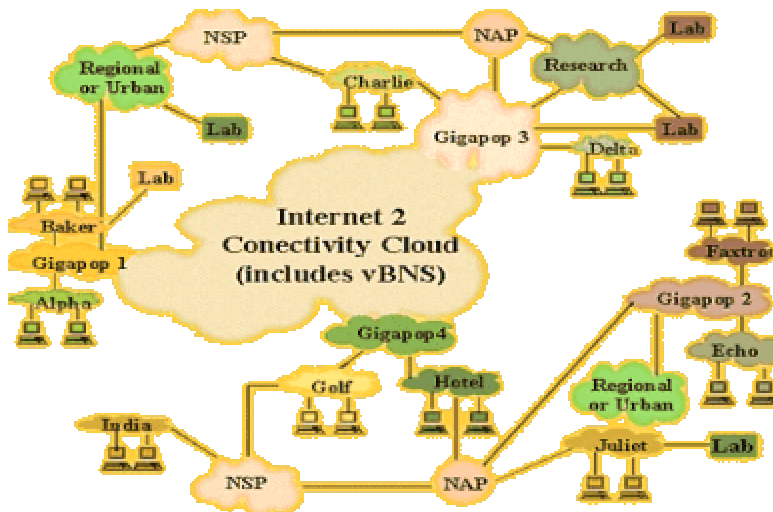 NSP
NAP
Lab
Regional
or Urban
Charlie
Research
Lab
Gigapop 3
Lab
Delta
Lab
Baker
Internet 2
Conectivity Cloud
(includes vBNS)
Gigapop 1
Alpha
Faxtrot
Gigapop 2
Gigapop4
Echo
Golf
Hotel
Regional
or Urban
India
Juliet
Lab
NSP
NAP